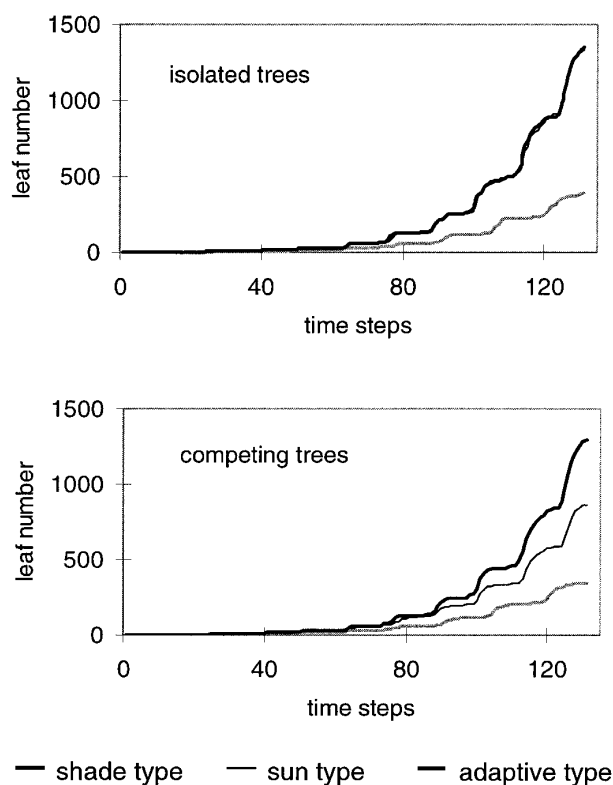 1500
isolated trees
1000
leaf number
500
0
0 40 80 120
time steps
1500
competing trees
1000
leaf number
500
0
0 40 80 120
time steps
shade type sun type adaptive type